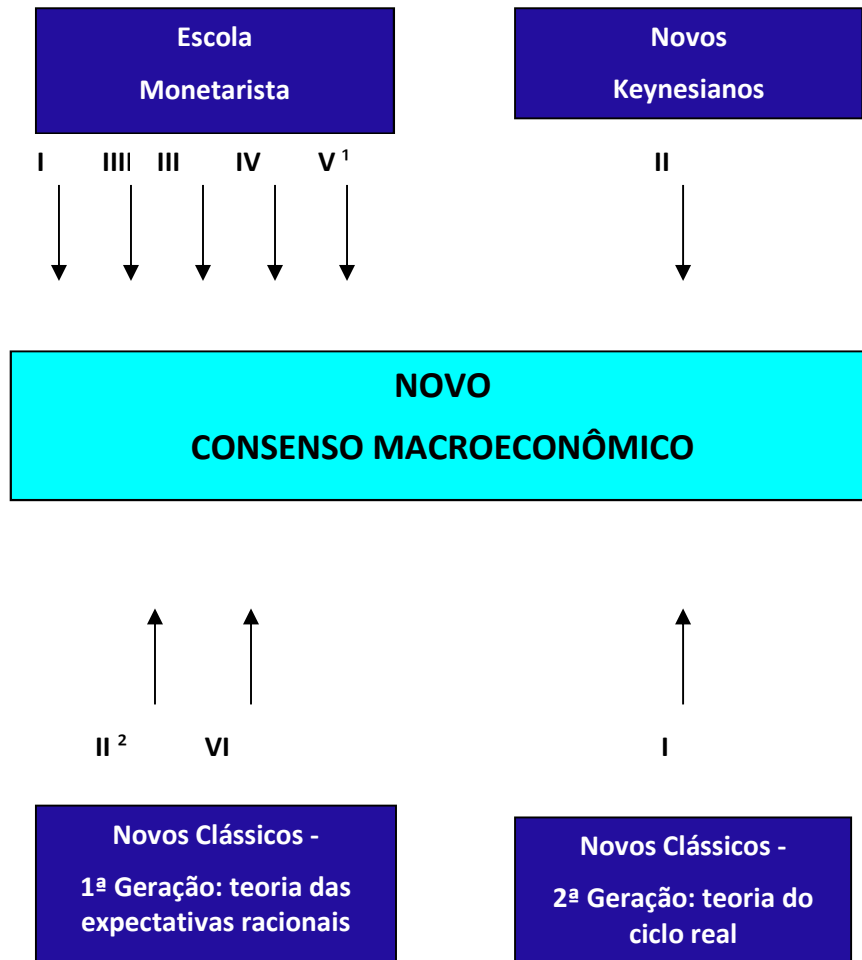 Escola
Monetarista
Novos
Keynesianos
I IIII III IV V ¹
II
NOVO
CONSENSO MACROECONÔMICO
II ² VI
I
Novos Clássicos -
1ª Geração: teoria das
expectativas racionais
Novos Clássicos -
2ª Geração: teoria do
ciclo real